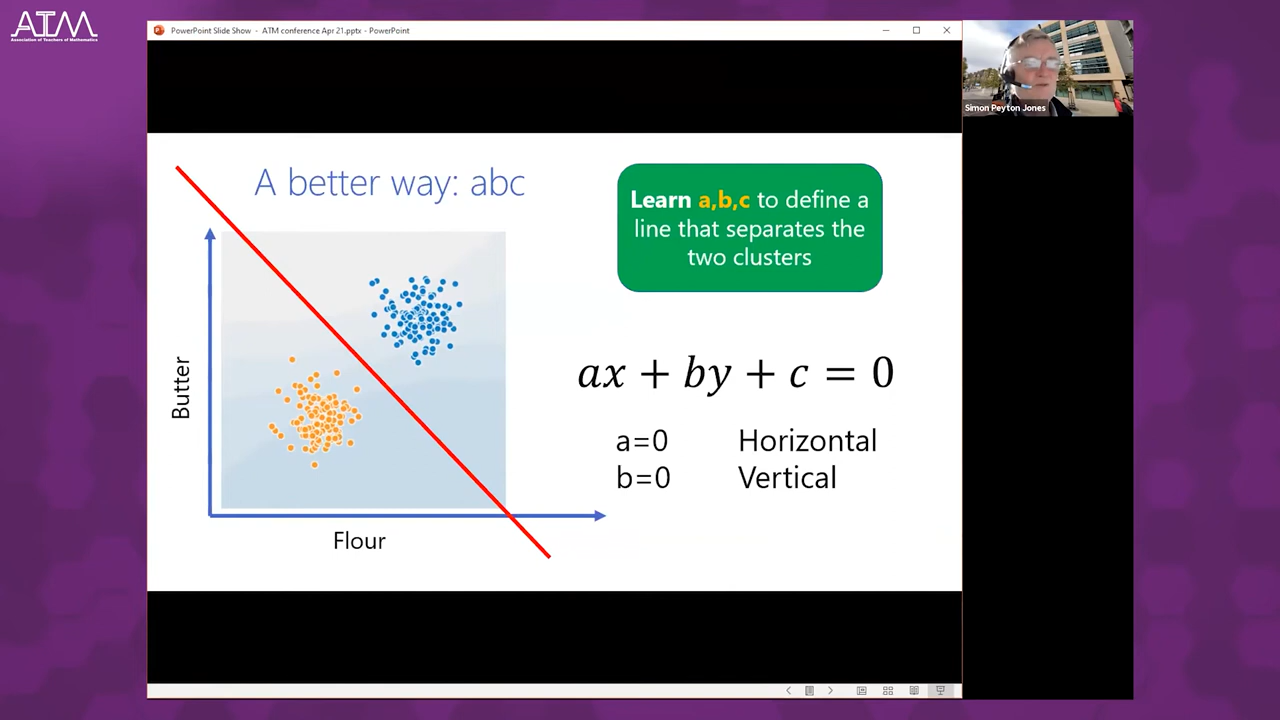 ATM
Association of Teachers of Mathematics
PowerPoint Slide Show - ATM conference Apr 21.pptx - PowerPoint
Simon Peyton Jones
A better way: abc
Learn a,b,c to define a
line that separates the
two clusters
Butter
Flour
ax + by + c = 0
a=0 Horizontal
b=0 Vertical